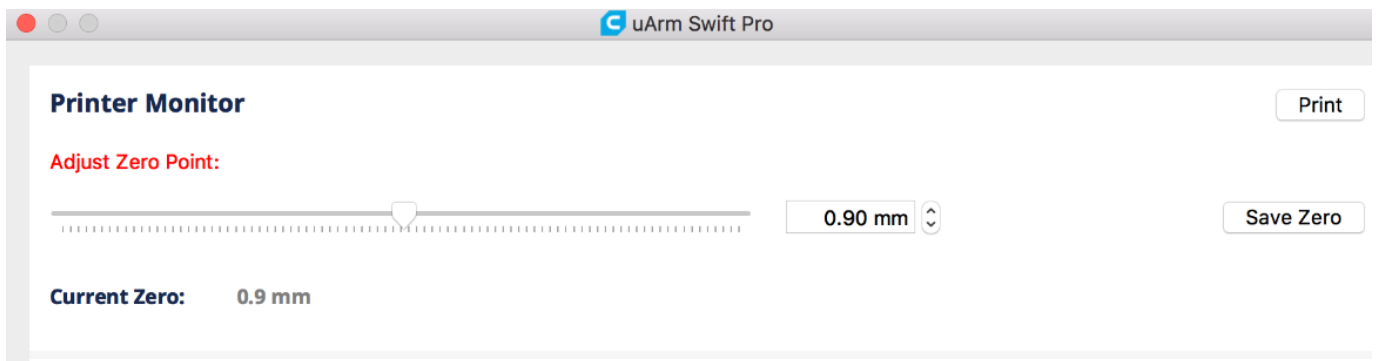 uArm Swift Pro
Printer Monitor
Print
Adjust Zero Point:
0.90 mm
Save Zero
Current Zero: 0.9 mm